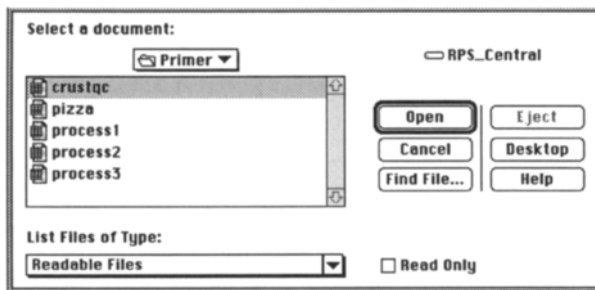 Select a document:
Primer
RPS_Central
crustqc
pizza
process1
process2
process3
Open
Eject
Cancel
Desktop
Find File...
Help
List Files of Type:
Readable Files
Read Only